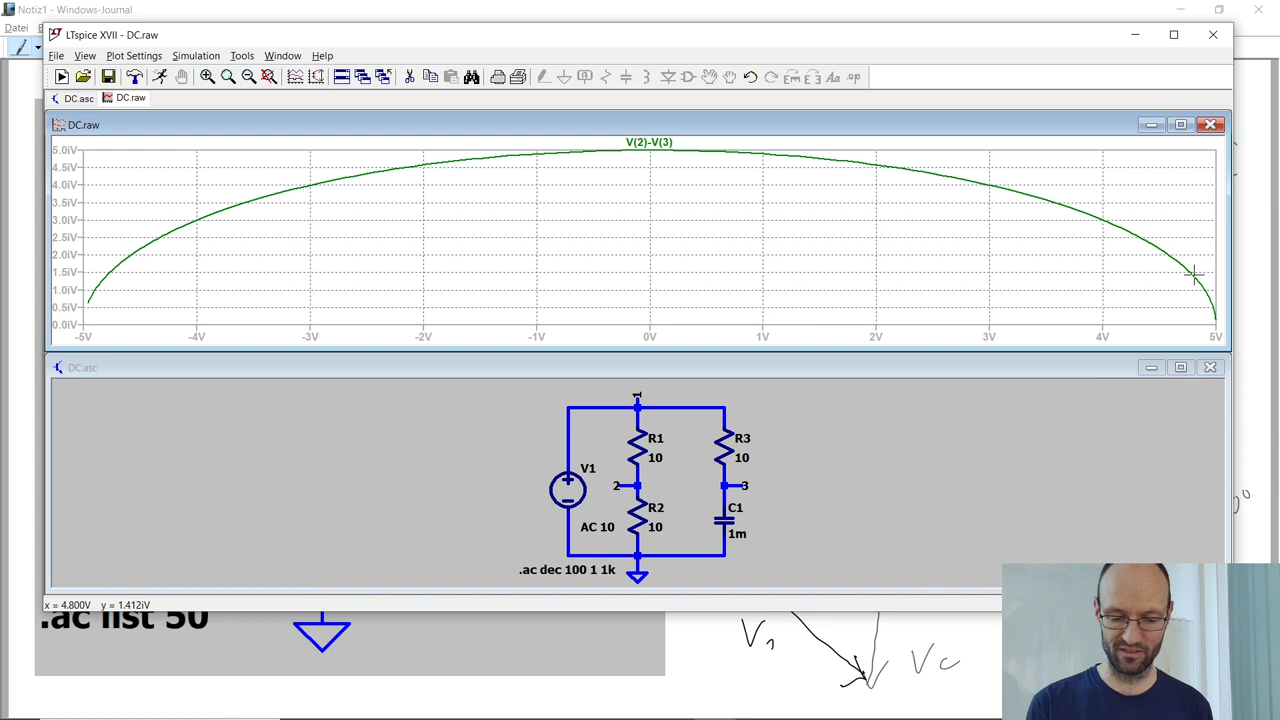 Notiz1 - Windows-Journal
Datei
LTspice XVII - DC.raw
File View Plot Settings Simulation Tools Window Help
DC.asc DC.raw
DC.raw
V(2)-V(3)
5.0iV
4.5iV
4.0iV
3.5iV
3.0iV
2.5iV
2.0iV
1.5iV
1.0iV
0.5iV
0.0iV
-5V -4V -3V -2V -1V 0V 1V 2V 3V 4V 5V
DC.asc
1
R1 R3
10 10
V1
2 3
R2 C1
AC 10 10 1m
.ac dec 100 1 1k
x = 4.800V y = 1.412iV
.ac list 50
0°
Vc